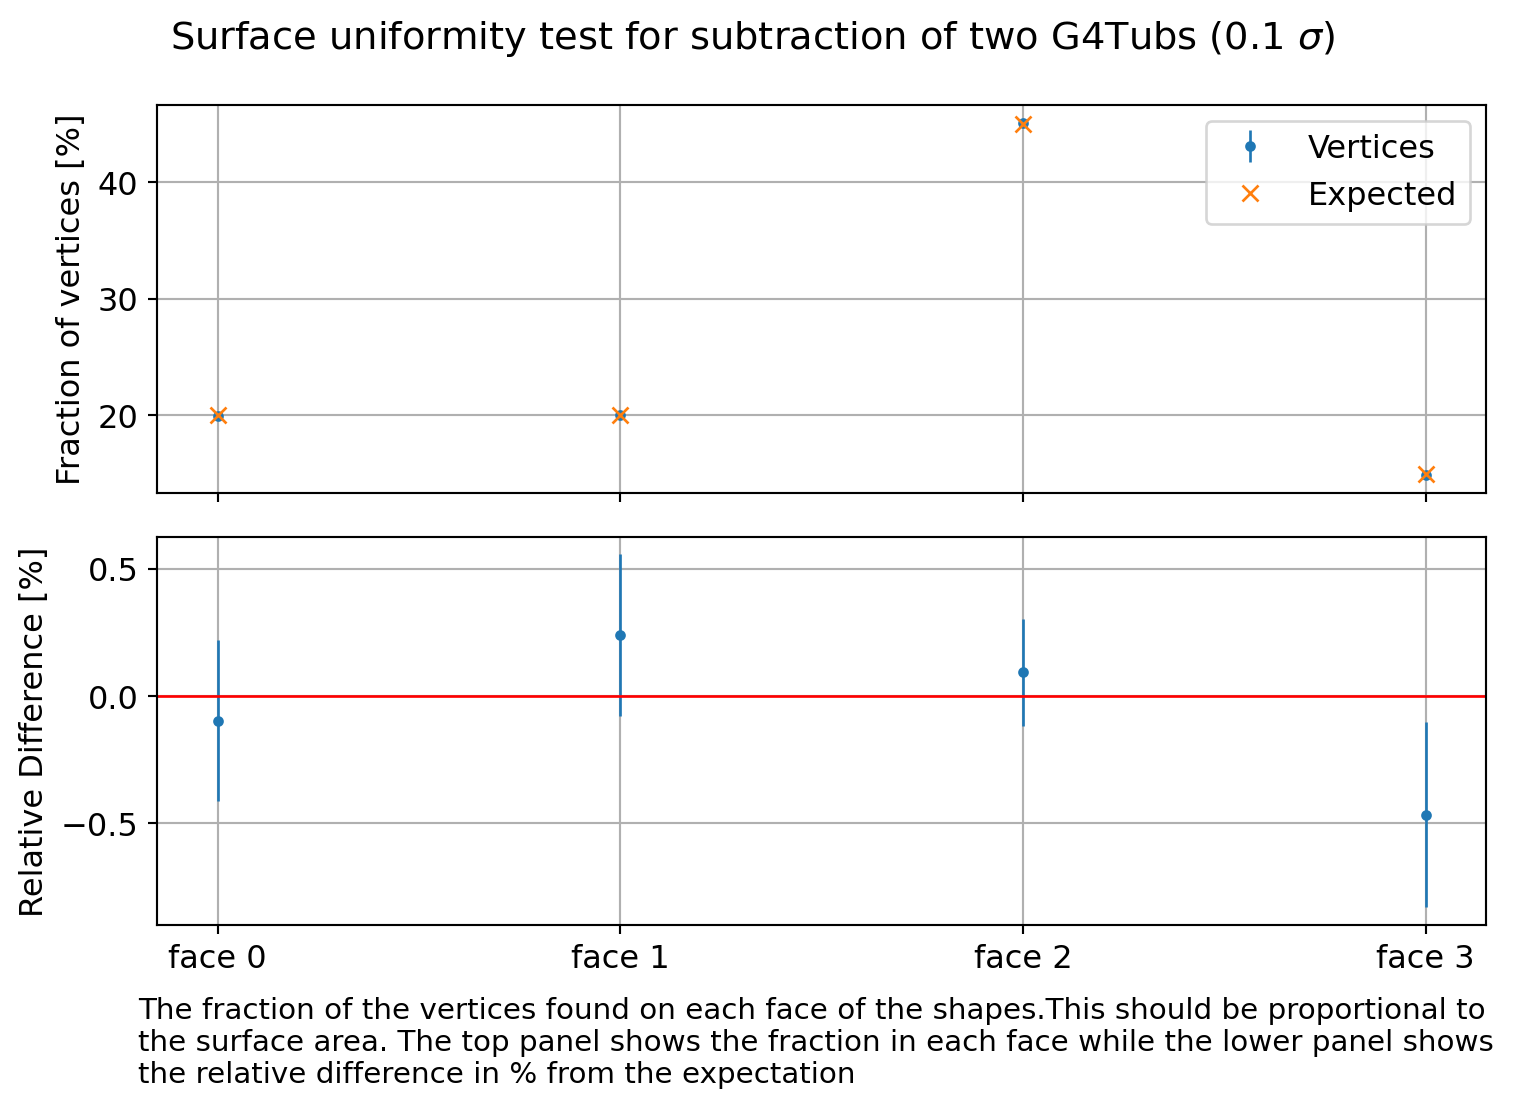 Surface uniformity test for subtraction of two G4Tubs (0.1 σ)
Fraction of vertices [%]
40
30
20
Vertices
Expected
Relative Difference [%]
0.5
0.0
−0.5
face 0
face 1
face 2
face 3
The fraction of the vertices found on each face of the shapes.This should be proportional to
the surface area. The top panel shows the fraction in each face while the lower panel shows
the relative difference in % from the expectation